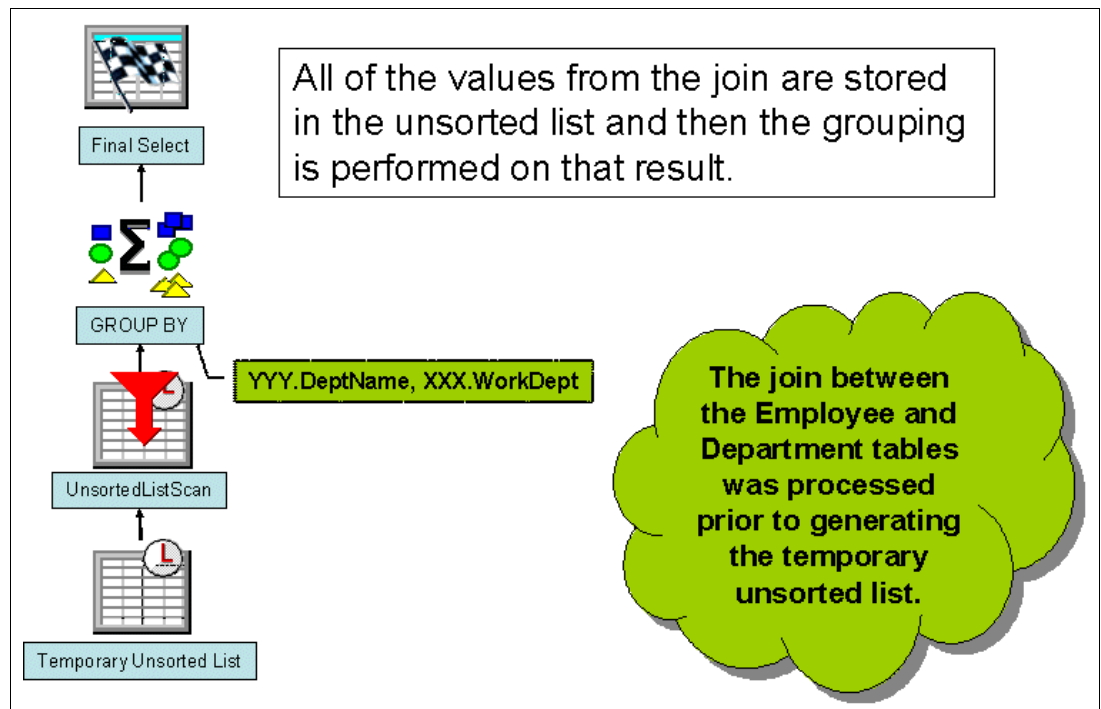 All of the values from the join are stored
in the unsorted list and then the grouping
is performed on that result.
Final Select
Σ
GROUP BY
YYY.DeptName, XXX.WorkDept
L
UnsortedListScan
L
Temporary Unsorted List
The join between
the Employee and
Department tables
was processed
prior to generating
the temporary
unsorted list.